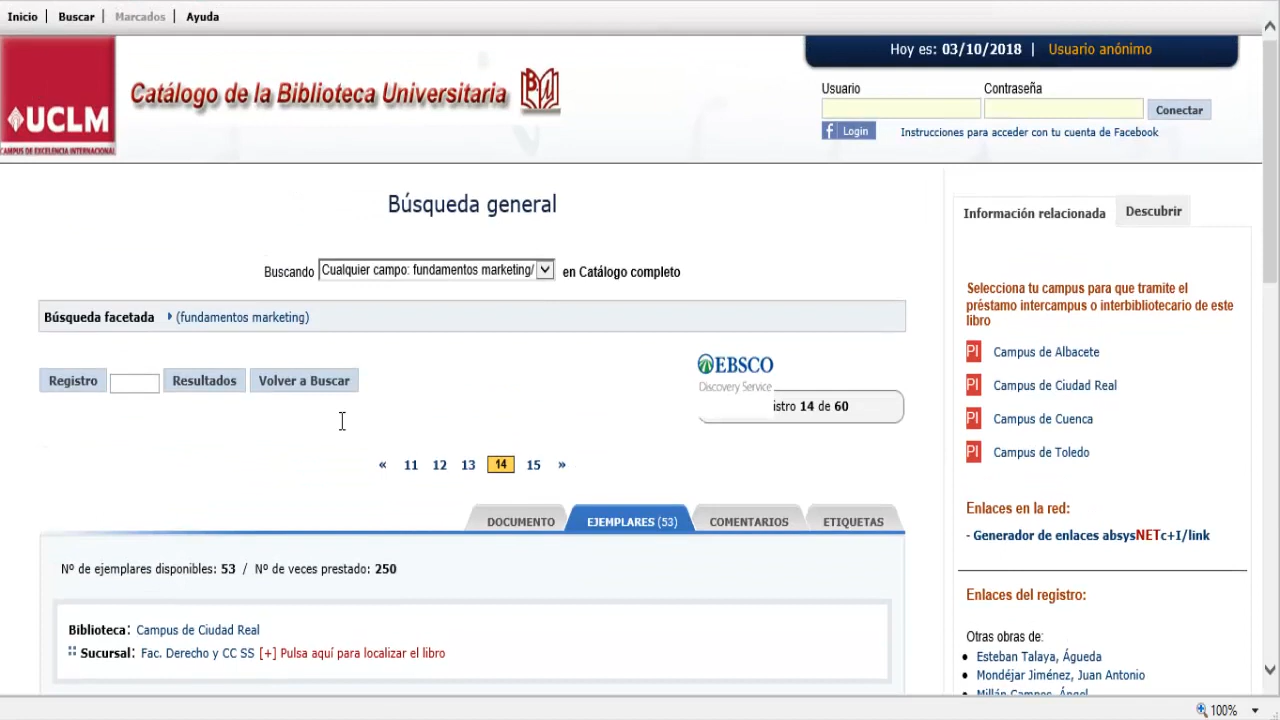 Inicio | Buscar | Marcados | Ayuda
Hoy es: 03/10/2018 | Usuario anónimo
UCLM
CAMPUS DE EXCELENCIA INTERNACIONAL
Catálogo de la Biblioteca Universitaria
Usuario
Contraseña
Conectar
f Login
Instrucciones para acceder con tu cuenta de Facebook
Búsqueda general
Buscando Cualquier campo: fundamentos marketing/ en Catálogo completo
Búsqueda facetada (fundamentos marketing)
Registro Resultados Volver a Buscar
EBSCO
Discovery Service
istro 14 de 60
« 11 12 13 14 15 »
DOCUMENTO EJEMPLARES (53) COMENTARIOS ETIQUETAS
Nº de ejemplares disponibles: 53 / Nº de veces prestado: 250
Biblioteca: Campus de Ciudad Real
Sucursal: Fac. Derecho y CC SS [+] Pulsa aquí para localizar el libro
Información relacionada Descubrir
Selecciona tu campus para que tramite el
préstamo intercampus o interbibliotecario de este
libro
PI Campus de Albacete
PI Campus de Ciudad Real
PI Campus de Cuenca
PI Campus de Toledo
Enlaces en la red:
- Generador de enlaces absysNETc+I/link
Enlaces del registro:
Otras obras de:
Esteban Talaya, Águeda
Mondéjar Jiménez, Juan Antonio
Millán Campos, Ángel
100%